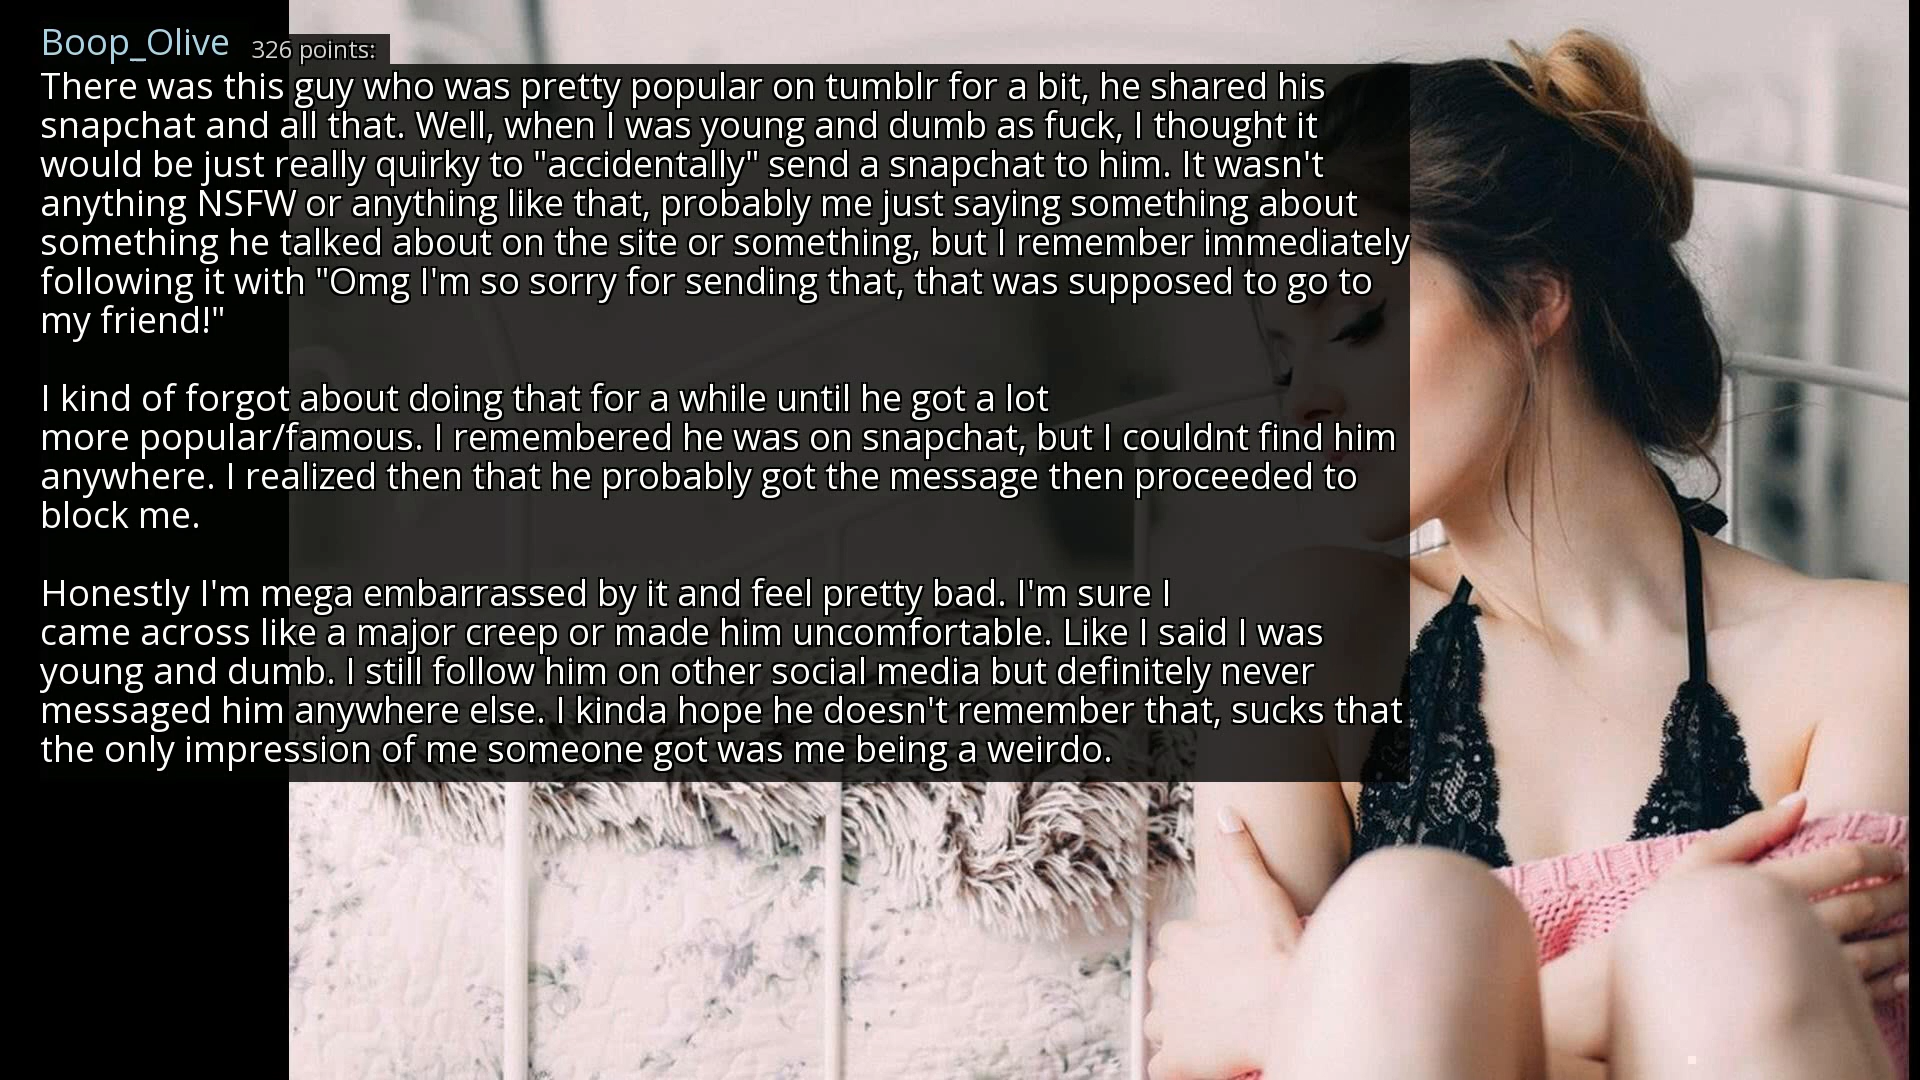 Boop_Olive 326 points:
There was this guy who was pretty popular on tumblr for a bit, he shared his
snapchat and all that. Well, when I was young and dumb as fuck, I thought it
would be just really quirky to "accidentally" send a snapchat to him. It wasn't
anything NSFW or anything like that, probably me just saying something about
something he talked about on the site or something, but I remember immediately
following it with "Omg I'm so sorry for sending that, that was supposed to go to
my friend!"
I kind of forgot about doing that for a while until he got a lot
more popular/famous. I remembered he was on snapchat, but I couldnt find him
anywhere. I realized then that he probably got the message then proceeded to
block me.
Honestly I'm mega embarrassed by it and feel pretty bad. I'm sure I
came across like a major creep or made him uncomfortable. Like I said I was
young and dumb. I still follow him on other social media but definitely never
messaged him anywhere else. I kinda hope he doesn't remember that, sucks that
the only impression of me someone got was me being a weirdo.